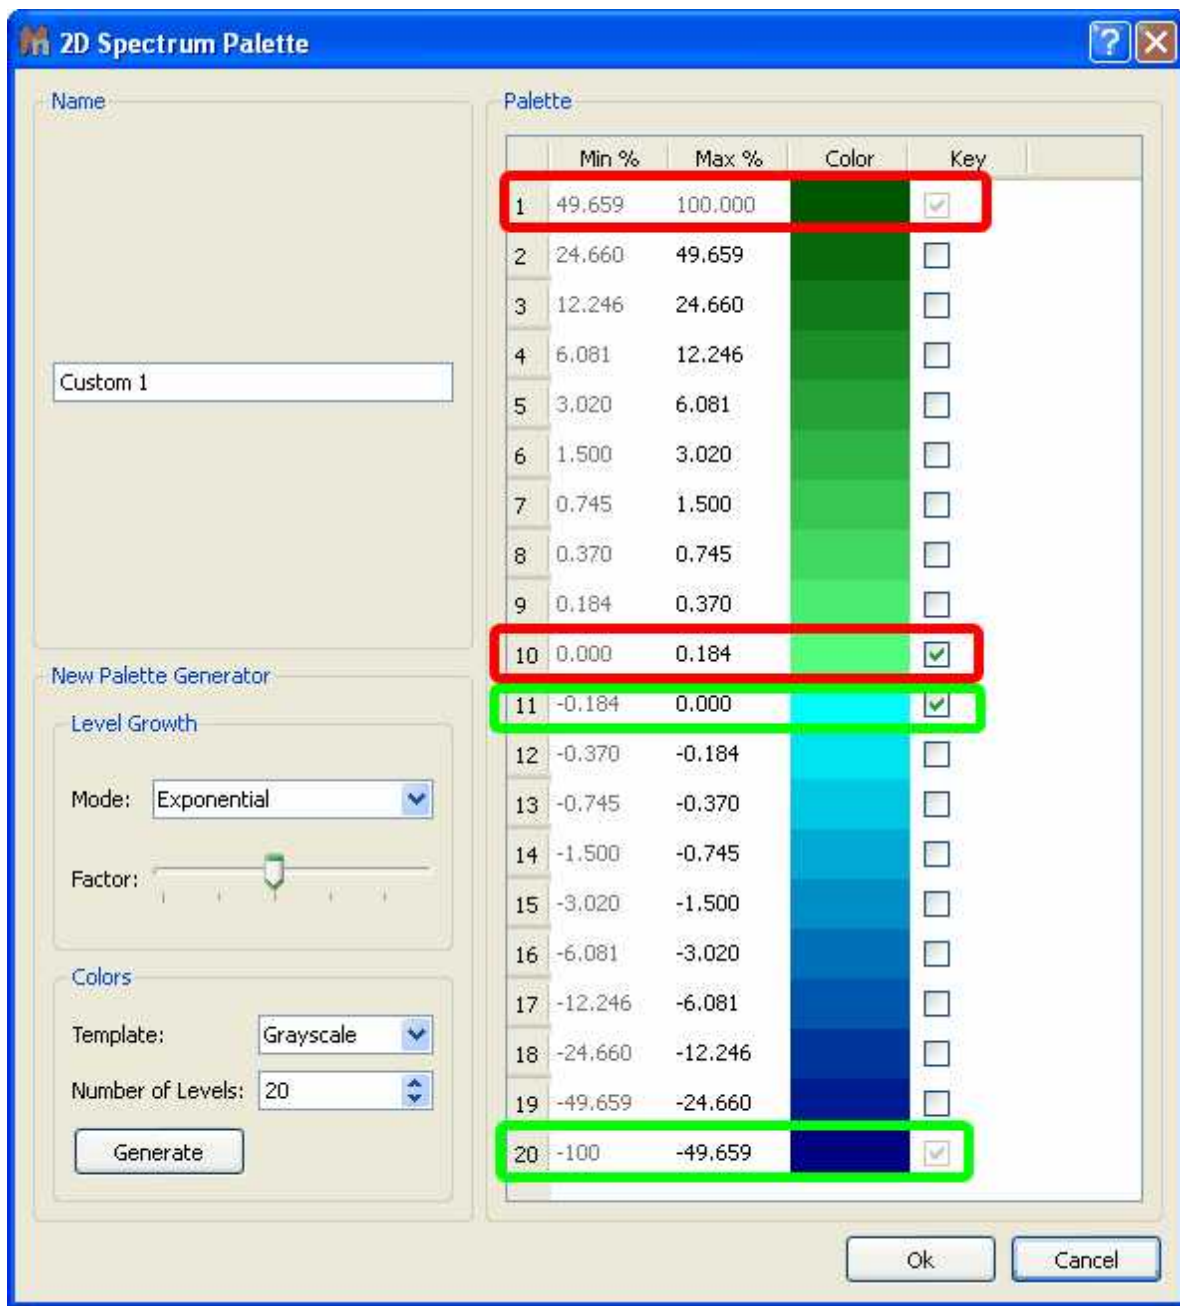 2D Spectrum Palette
Name
Custom 1
New Palette Generator
Level Growth
Mode: Exponential
Factor:
Colors
Template: Grayscale
Number of Levels: 20
Generate
Palette
Min % Max % Color Key
1 49.659 100.000
2 24.660 49.659
3 12.246 24.660
4 6.081 12.246
5 3.020 6.081
6 1.500 3.020
7 0.745 1.500
8 0.370 0.745
9 0.184 0.370
10 0.000 0.184
11 -0.184 0.000
12 -0.370 -0.184
13 -0.745 -0.370
14 -1.500 -0.745
15 -3.020 -1.500
16 -6.081 -3.020
17 -12.246 -6.081
18 -24.660 -12.246
19 -49.659 -24.660
20 -100 -49.659
Ok Cancel